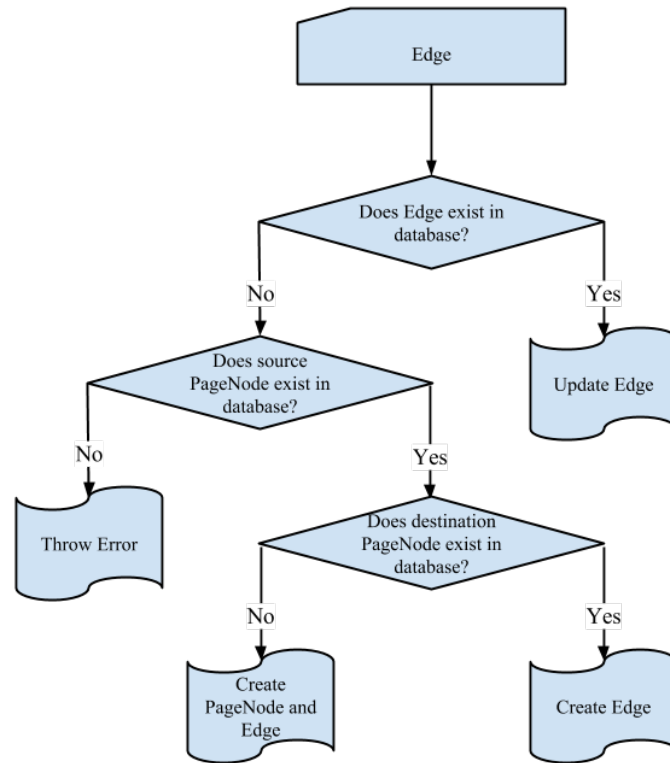 Edge
Does Edge exist in
database?
No
Yes
Does source
PageNode exist in
database?
Update Edge
No
Yes
Throw Error
Does destination
PageNode exist in
database?
No
Yes
Create
PageNode and
Edge
Create Edge